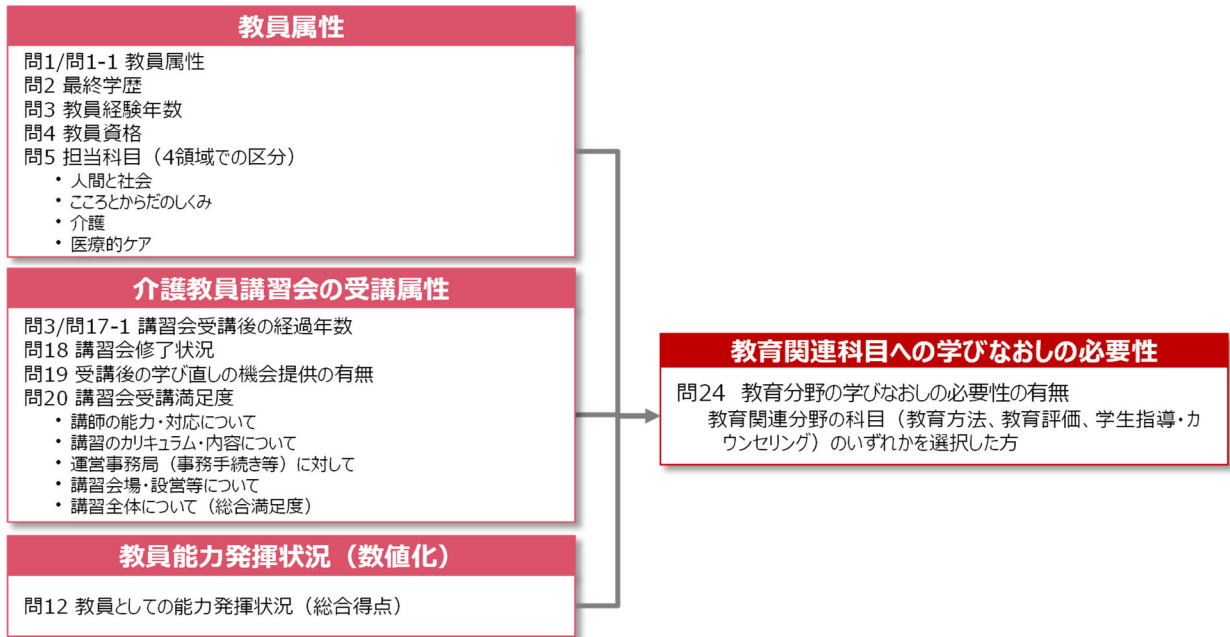 教員属性
問1/問1-1 教員属性
問2 最終学歴
問3 教員経験年数
問4 教員資格
問5 担当科目（4領域での区分）
• 人間と社会
• こころとからだのしくみ
• 介護
• 医療的ケア
介護教員講習会の受講属性
問3/問17-1 講習会受講後の経過年数
問18 講習会修了状況
問19 受講後の学び直しの機会提供の有無
問20 講習会受講満足度
• 講師の能力・対応について
• 講習のカリキュラム・内容について
• 運営事務局（事務手続き等）に対して
• 講習会場・設営等について
• 講習全体について（総合満足度）
教員能力発揮状況（数値化）
問12 教員としての能力発揮状況（総合得点）
教育関連科目への学びなおしの必要性
問24 教育分野の学びなおしの必要性の有無
教育関連分野の科目（教育方法、教育評価、学生指導・カ
ウンセリング）のいずれかを選択した方